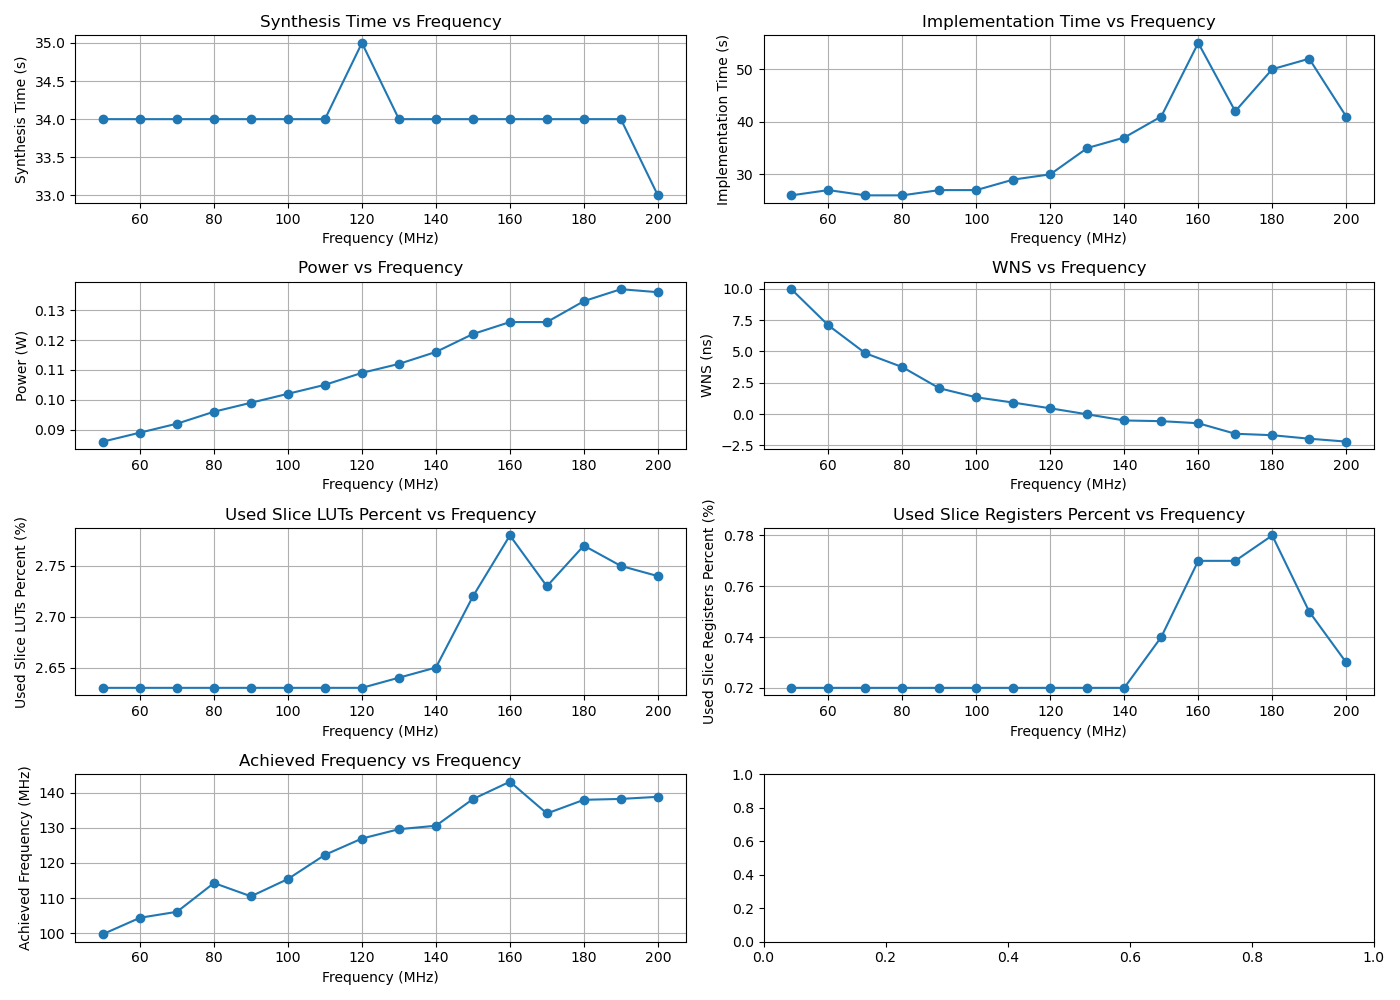 Synthesis Time vs Frequency
Synthesis Time (s)
35.0
34.5
34.0
33.5
33.0
60 80 100 120 140 160 180 200
Frequency (MHz)
Implementation Time vs Frequency
Implementation Time (s)
50
40
30
60 80 100 120 140 160 180 200
Frequency (MHz)
Power vs Frequency
Power (W)
0.13
0.12
0.11
0.10
0.09
60 80 100 120 140 160 180 200
Frequency (MHz)
WNS vs Frequency
WNS (ns)
10.0
7.5
5.0
2.5
0.0
−2.5
60 80 100 120 140 160 180 200
Frequency (MHz)
Used Slice LUTs Percent vs Frequency
Used Slice LUTs Percent (%)
2.75
2.70
2.65
60 80 100 120 140 160 180 200
Frequency (MHz)
Used Slice Registers Percent vs Frequency
Used Slice Registers Percent (%)
0.78
0.76
0.74
0.72
60 80 100 120 140 160 180 200
Frequency (MHz)
Achieved Frequency vs Frequency
Achieved Frequency (MHz)
140
130
120
110
100
60 80 100 120 140 160 180 200
Frequency (MHz)
1.0
0.8
0.6
0.4
0.2
0.0
0.0 0.2 0.4 0.6 0.8 1.0